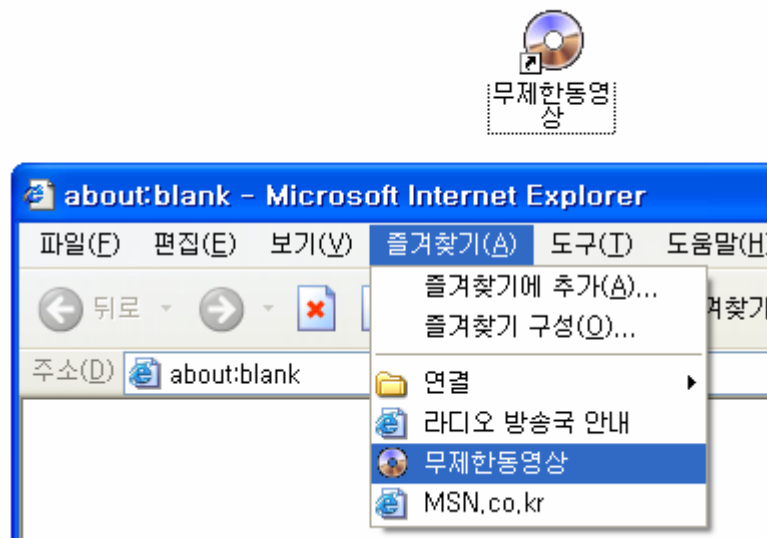 무제한동영
상
about:blank - Microsoft Internet Explorer
파일(F) 편집(E) 보기(V) 즐겨찾기(A) 도구(T) 도움말(H)
즐겨찾기에 추가(A)...
뒤로
즐겨찾기 구성(O)...
주소(D) about:blank
연결
라디오 방송국 안내
무제한동영상
MSN.co.kr